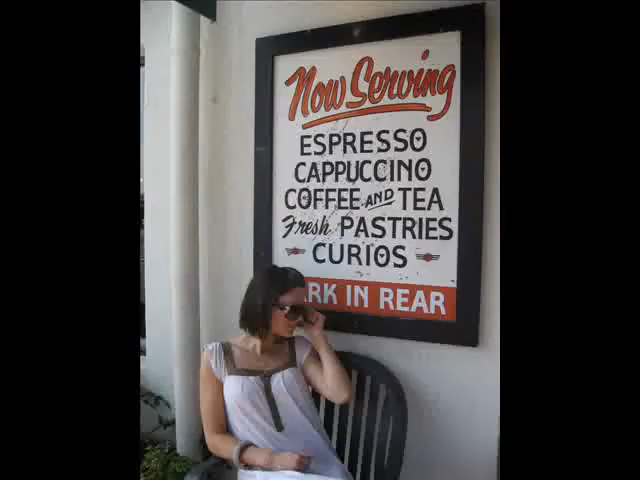 Now Serving
ESPRESSO
CAPPUCCINO
COFFEE AND TEA
Fresh PASTRIES
CURIOS
RK IN REAR